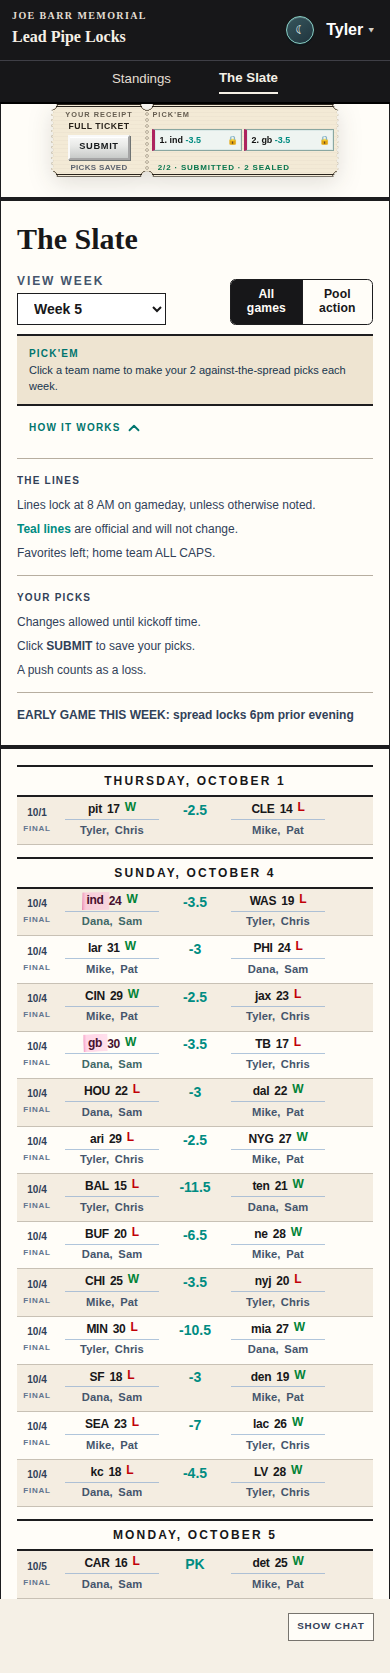 JOE BARR MEMORIAL
Lead Pipe Locks
Tyler
Standings
The Slate
YOUR RECEIPT
FULL TICKET
SUBMIT
PICKS SAVED
PICK'EM
1. ind -3.5
2. gb -3.5
2/2 · SUBMITTED · 2 SEALED
The Slate
VIEW WEEK
Week 5
All games
Pool action
PICK'EM
Click a team name to make your 2 against-the-spread picks each
week.
HOW IT WORKS
THE LINES
Lines lock at 8 AM on gameday, unless otherwise noted.
Teal lines are official and will not change.
Favorites left; home team ALL CAPS.
YOUR PICKS
Changes allowed until kickoff time.
Click SUBMIT to save your picks.
A push counts as a loss.
EARLY GAME THIS WEEK: spread locks 6pm prior evening
THURSDAY, OCTOBER 1
10/1 pit 17 W -2.5 CLE 14 L
FINAL Tyler, Chris Mike, Pat
SUNDAY, OCTOBER 4
10/4 ind 24 W -3.5 WAS 19 L
FINAL Dana, Sam Tyler, Chris
10/4 lar 31 W -3 PHI 24 L
FINAL Mike, Pat Dana, Sam
10/4 CIN 29 W -2.5 jax 23 L
FINAL Mike, Pat Tyler, Chris
10/4 gb 30 W -3.5 TB 17 L
FINAL Dana, Sam Tyler, Chris
10/4 HOU 22 L -3 dal 22 W
FINAL Dana, Sam Mike, Pat
10/4 ari 29 L -2.5 NYG 27 W
FINAL Tyler, Chris Mike, Pat
10/4 BAL 15 L -11.5 ten 21 W
FINAL Tyler, Chris Dana, Sam
10/4 BUF 20 L -6.5 ne 28 W
FINAL Dana, Sam Mike, Pat
10/4 CHI 25 W -3.5 nyj 20 L
FINAL Mike, Pat Tyler, Chris
10/4 MIN 30 L -10.5 mia 27 W
FINAL Tyler, Chris Dana, Sam
10/4 SF 18 L -3 den 19 W
FINAL Dana, Sam Mike, Pat
10/4 SEA 23 L -7 lac 26 W
FINAL Mike, Pat Tyler, Chris
10/4 kc 18 L -4.5 LV 28 W
FINAL Dana, Sam Tyler, Chris
MONDAY, OCTOBER 5
10/5 CAR 16 L PK det 25 W
FINAL Dana, Sam Mike, Pat
SHOW CHAT